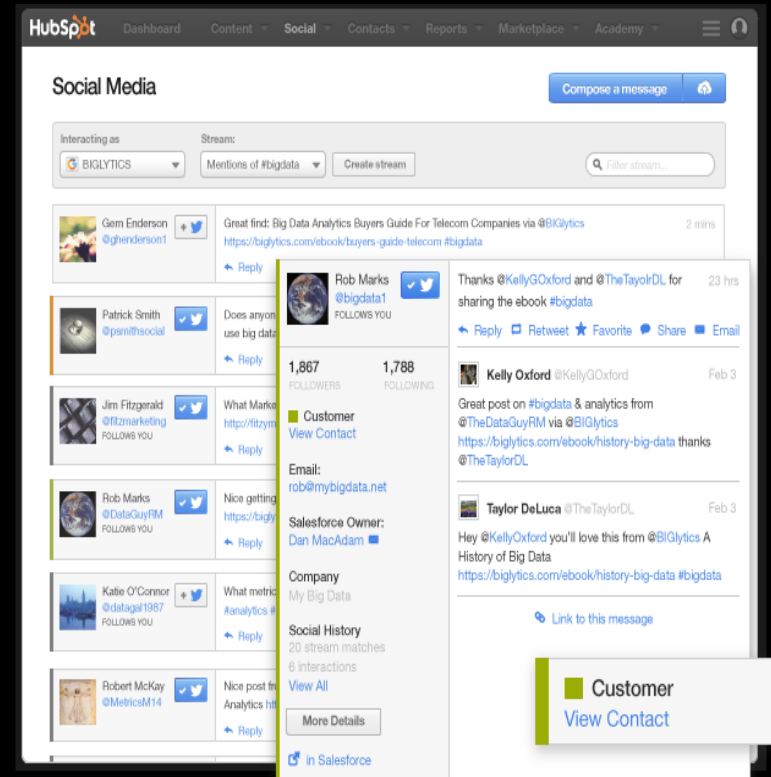 HubSpot Dashboard Content Social Contacts Reports Marketplace Academy
Social Media
Compose a message
Interacting as
Stream:
BIGLYTICS
Mentions of #bigdata
Create stream
Filter stream...
Gem Enderson
@ghenderson1
Great find: Big Data Analytics Buyers Guide For Telecom Companies via @BIGlytics
2 mins
https://biglytics.com/ebook/buyers-guide-telecom #bigdata
Reply
Patrick Smith
@psmithsocial
Does anyon
use big data
Reply
Jim Fitzgerald
@fitzmarketing
FOLLOWS YOU
What Marke
http://fitzym
Reply
Rob Marks
@DataGuyRM
FOLLOWS YOU
Nice getting
https://bigly
Reply
Katie O'Connor
@datagal1987
FOLLOWS YOU
What metric
#analytics #
Reply
Robert McKay
@MetricsM14
Nice post fr
Analytics htt
Reply
Rob Marks
@bigdata1
FOLLOWS YOU
1,867
FOLLOWERS
1,788
FOLLOWING
Customer
View Contact
Email:
rob@mybigdata.net
Salesforce Owner:
Dan MacAdam
Company
My Big Data
Social History
20 stream matches
6 interactions
View All
More Details
in Salesforce
Thanks @KellyGOxford and @TheTayolrDL for
23 hrs
sharing the ebook #bigdata
Reply Retweet Favorite Share Email
Kelly Oxford @KellyGOxford
Feb 3
Great post on #bigdata & analytics from
@TheDataGuyRM via @BIGlytics
https://biglytics.com/ebook/history-big-data thanks
@TheTaylorDL
Taylor DeLuca @TheTaylorDL
Feb 3
Hey @KellyOxford you'll love this from @BIGlytics A
History of Big Data
https://biglytics.com/ebook/history-big-data #bigdata
Link to this message
Customer
View Contact